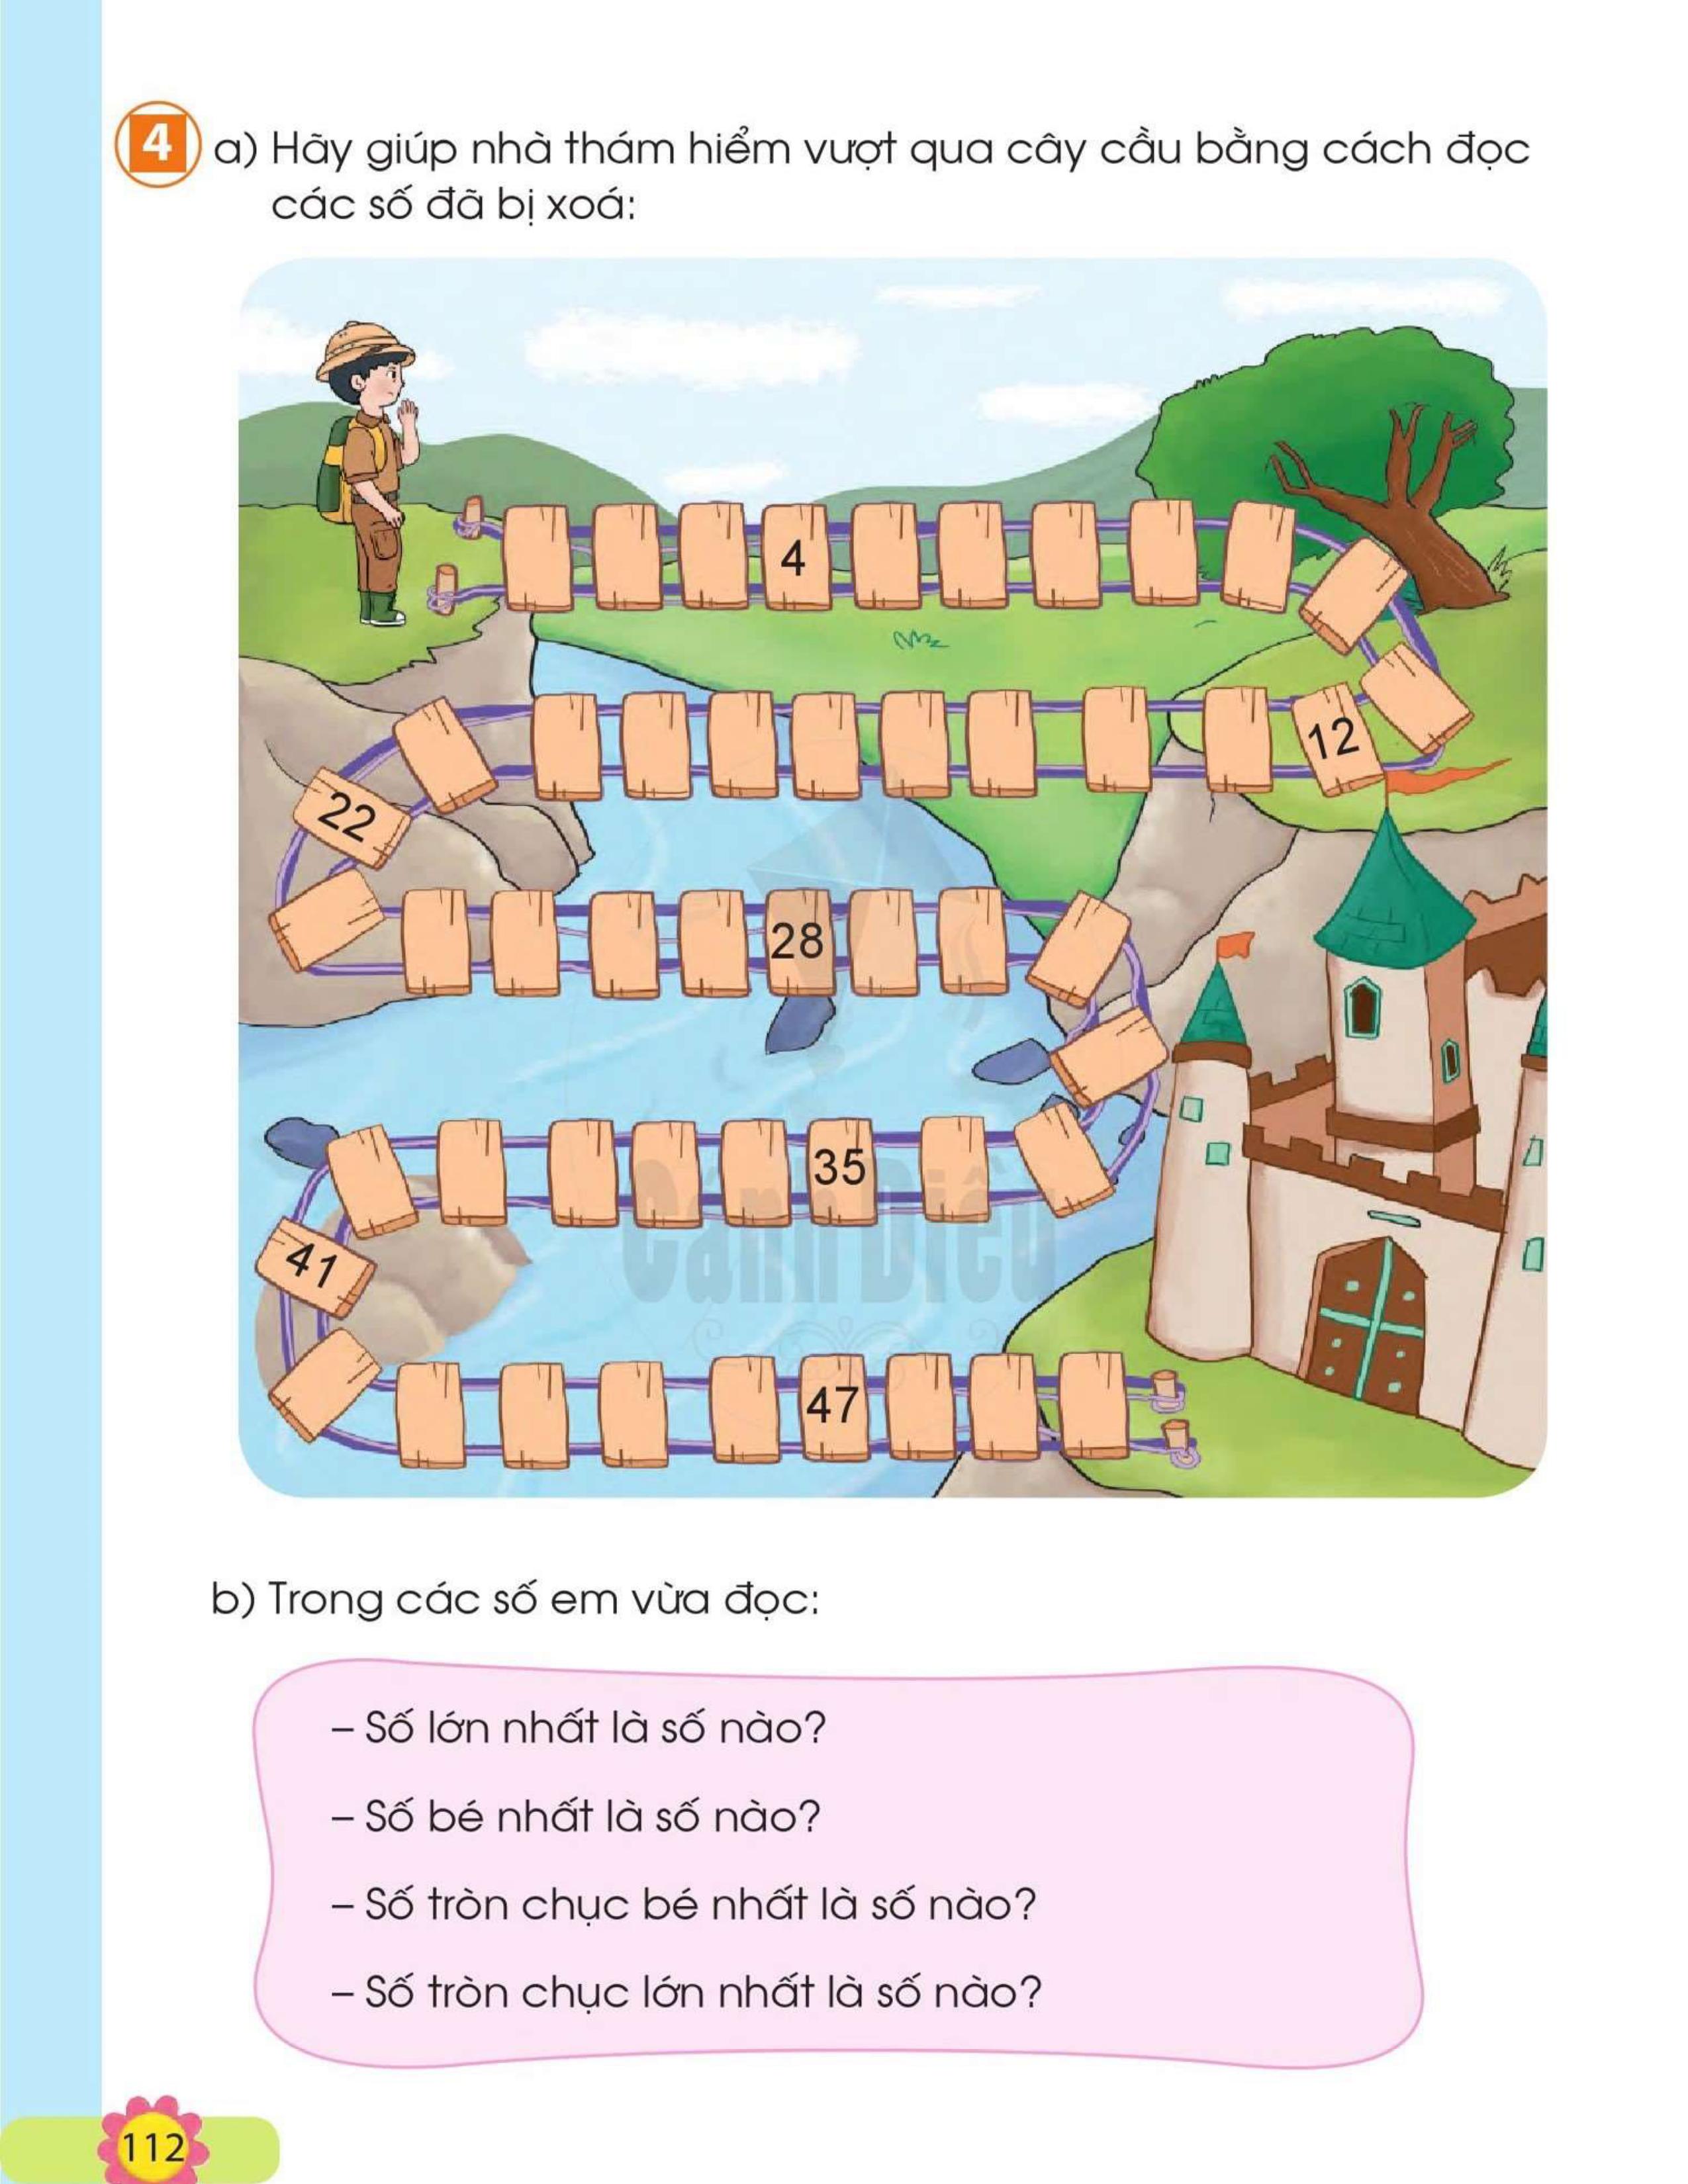 4 a) Hãy giúp nhà thám hiểm vượt qua cây cầu bằng cách đọc
các số đã bị xoá:
4
12
22
28
35
Cánh Diều
41
47
b) Trong các số em vừa đọc:
– Số lớn nhất là số nào?
– Số bé nhất là số nào?
– Số tròn chục bé nhất là số nào?
– Số tròn chục lớn nhất là số nào?
112